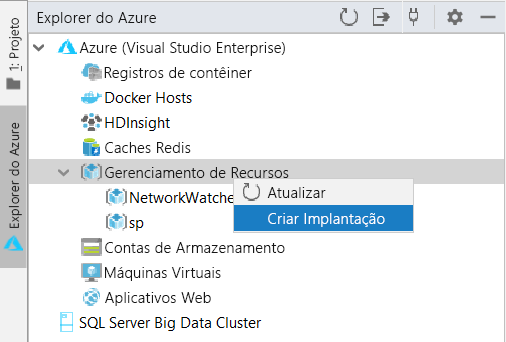 Explorer do Azure
1: Projeto
Explorer do Azure
Azure (Visual Studio Enterprise)
Registros de contêiner
Docker Hosts
HDInsight
Caches Redis
Gerenciamento de Recursos
NetworkWatche
Atualizar
sp
Criar Implantação
Contas de Armazenamento
Máquinas Virtuais
Aplicativos Web
SQL Server Big Data Cluster